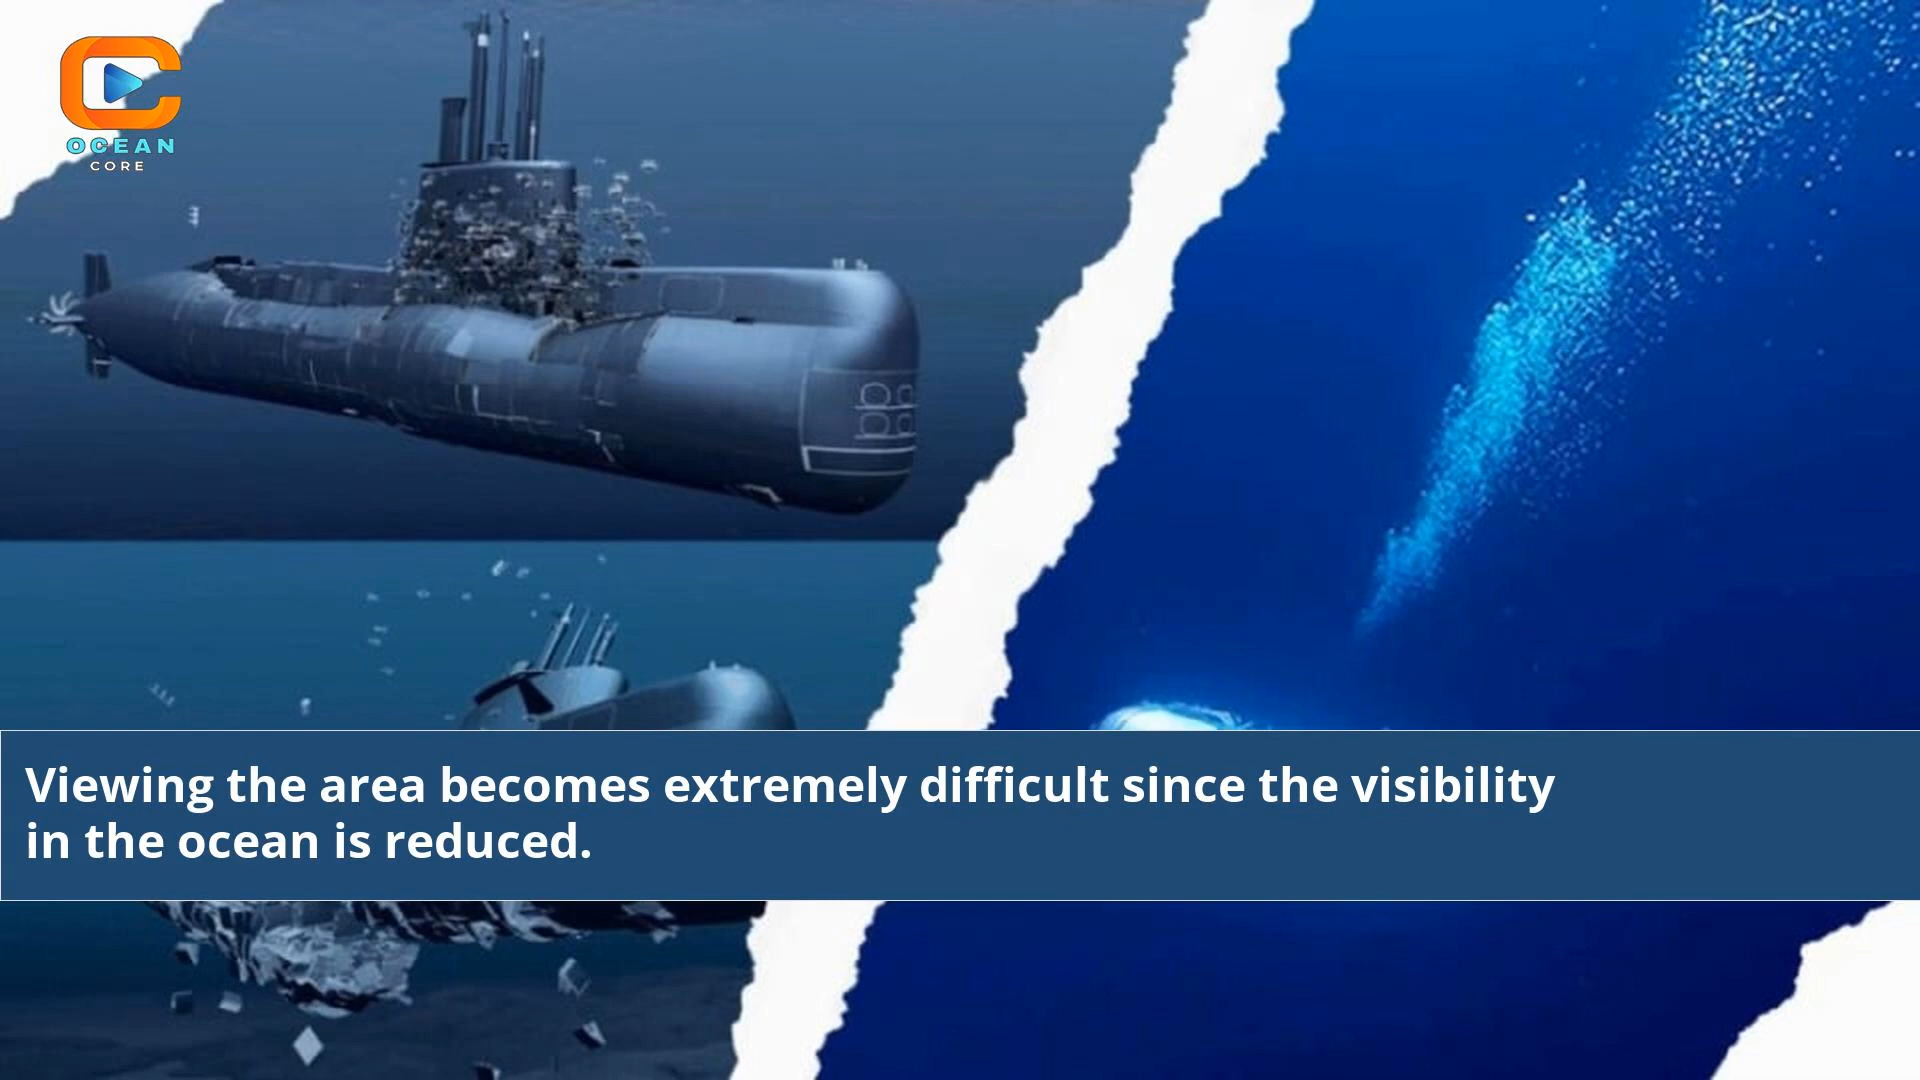 OCEAN
CORE
Viewing the area becomes extremely difficult since the visibility
in the ocean is reduced.